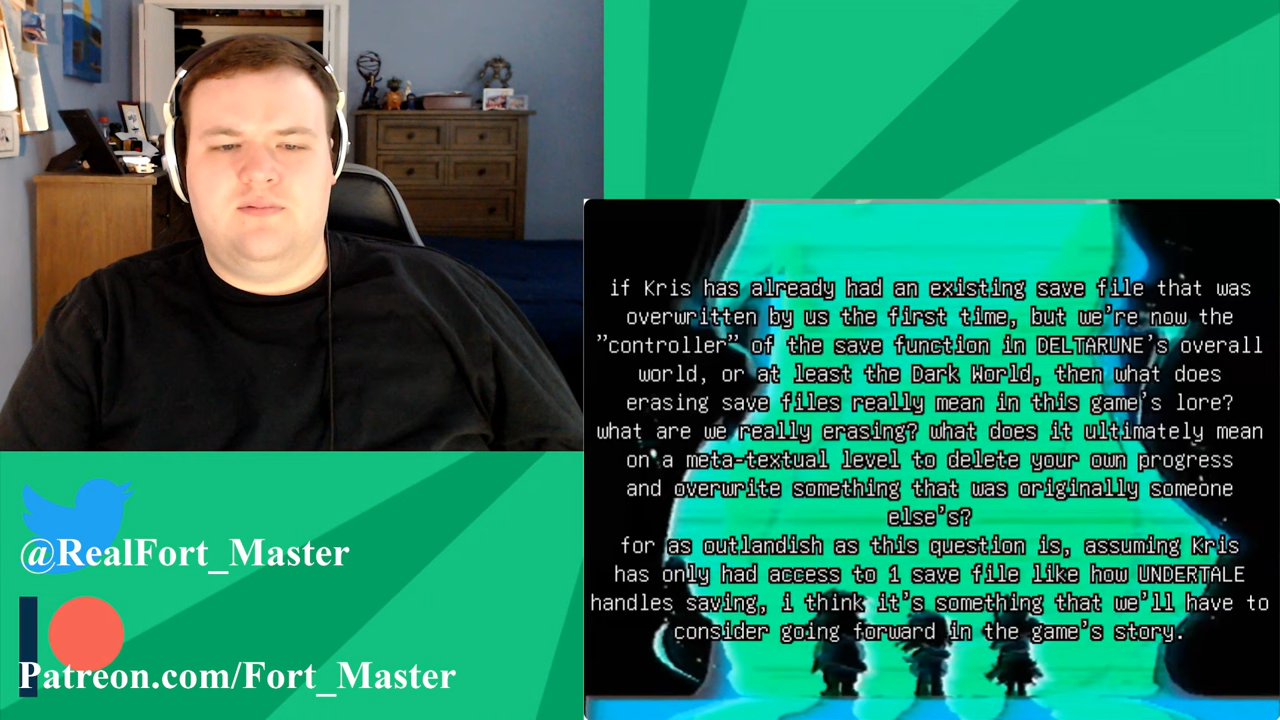 if Kris has already had an existing save file that was
overwritten by us the first time, but we're now the
"controller" of the save function in DELTARUNE's overall
world, or at least the Dark World, then what does
erasing save files really mean in this game's lore?
what are we really erasing? what does it ultimately mean
on a meta-textual level to delete your own progress
and overwrite something that was originally someone
else's?
for as outlandish as this question is, assuming Kris
has only had access to 1 save file like how UNDERTALE
handles saving, i think it's something that we'll have to
consider going forward in the game's story.
@RealFort_Master
Patreon.com/Fort_Master